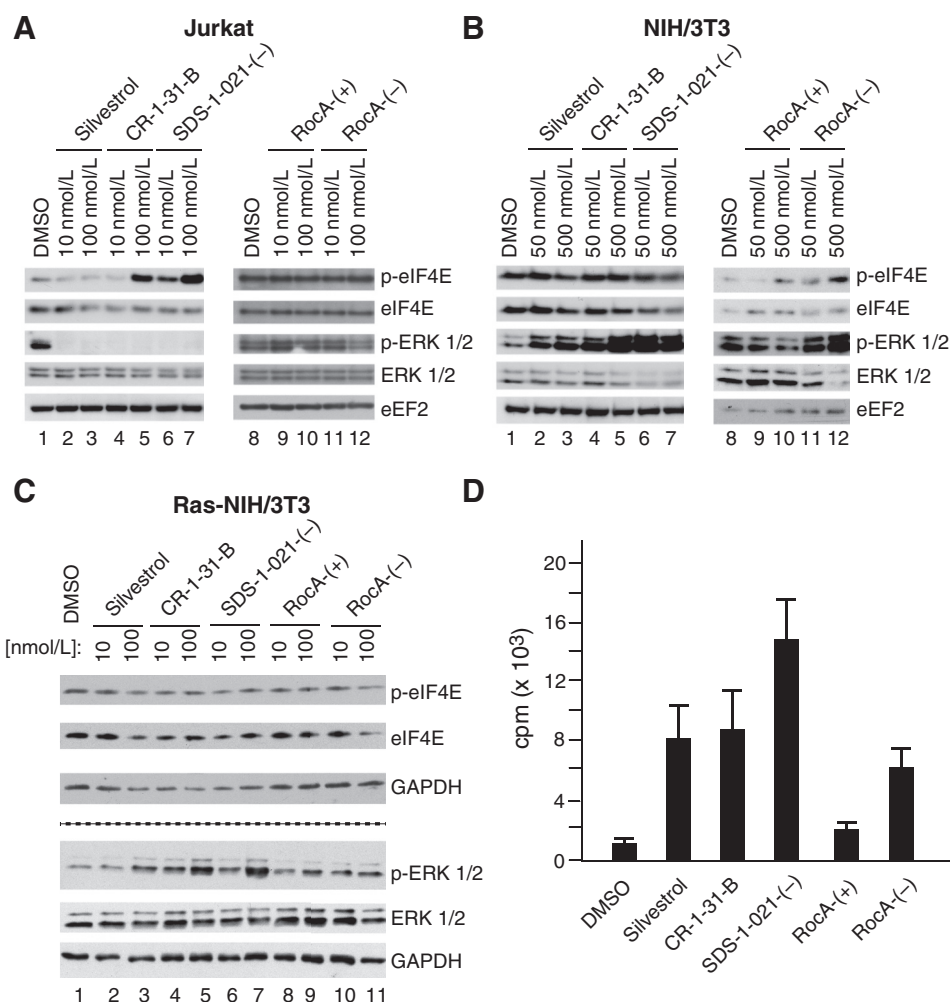 A
Jurkat
Silvestrol
CR-1-31-B
SDS-1-021-(−)
RocA-(+)
RocA-(−)
DMSO
10 nmol/L
100 nmol/L
10 nmol/L
100 nmol/L
10 nmol/L
100 nmol/L
DMSO
10 nmol/L
100 nmol/L
10 nmol/L
100 nmol/L
p-eIF4E
eIF4E
p-ERK 1/2
ERK 1/2
eEF2
1 2 3 4 5 6 7 8 9 10 11 12
B
NIH/3T3
Silvestrol
CR-1-31-B
SDS-1-021-(−)
RocA-(+)
RocA-(−)
DMSO
50 nmol/L
500 nmol/L
50 nmol/L
500 nmol/L
50 nmol/L
500 nmol/L
DMSO
50 nmol/L
500 nmol/L
50 nmol/L
500 nmol/L
p-eIF4E
eIF4E
p-ERK 1/2
ERK 1/2
eEF2
1 2 3 4 5 6 7 8 9 10 11 12
C
Ras-NIH/3T3
DMSO
Silvestrol
CR-1-31-B
SDS-1-021-(−)
RocA-(+)
RocA-(−)
[nmol/L]: 10 100 10 100 10 100 10 100 10 100
p-eIF4E
eIF4E
GAPDH
p-ERK 1/2
ERK 1/2
GAPDH
1 2 3 4 5 6 7 8 9 10 11
D
cpm (x 10³)
20
16
12
8
4
0
DMSO
Silvestrol
CR-1-31-B
SDS-1-021-(−)
RocA-(+)
RocA-(−)